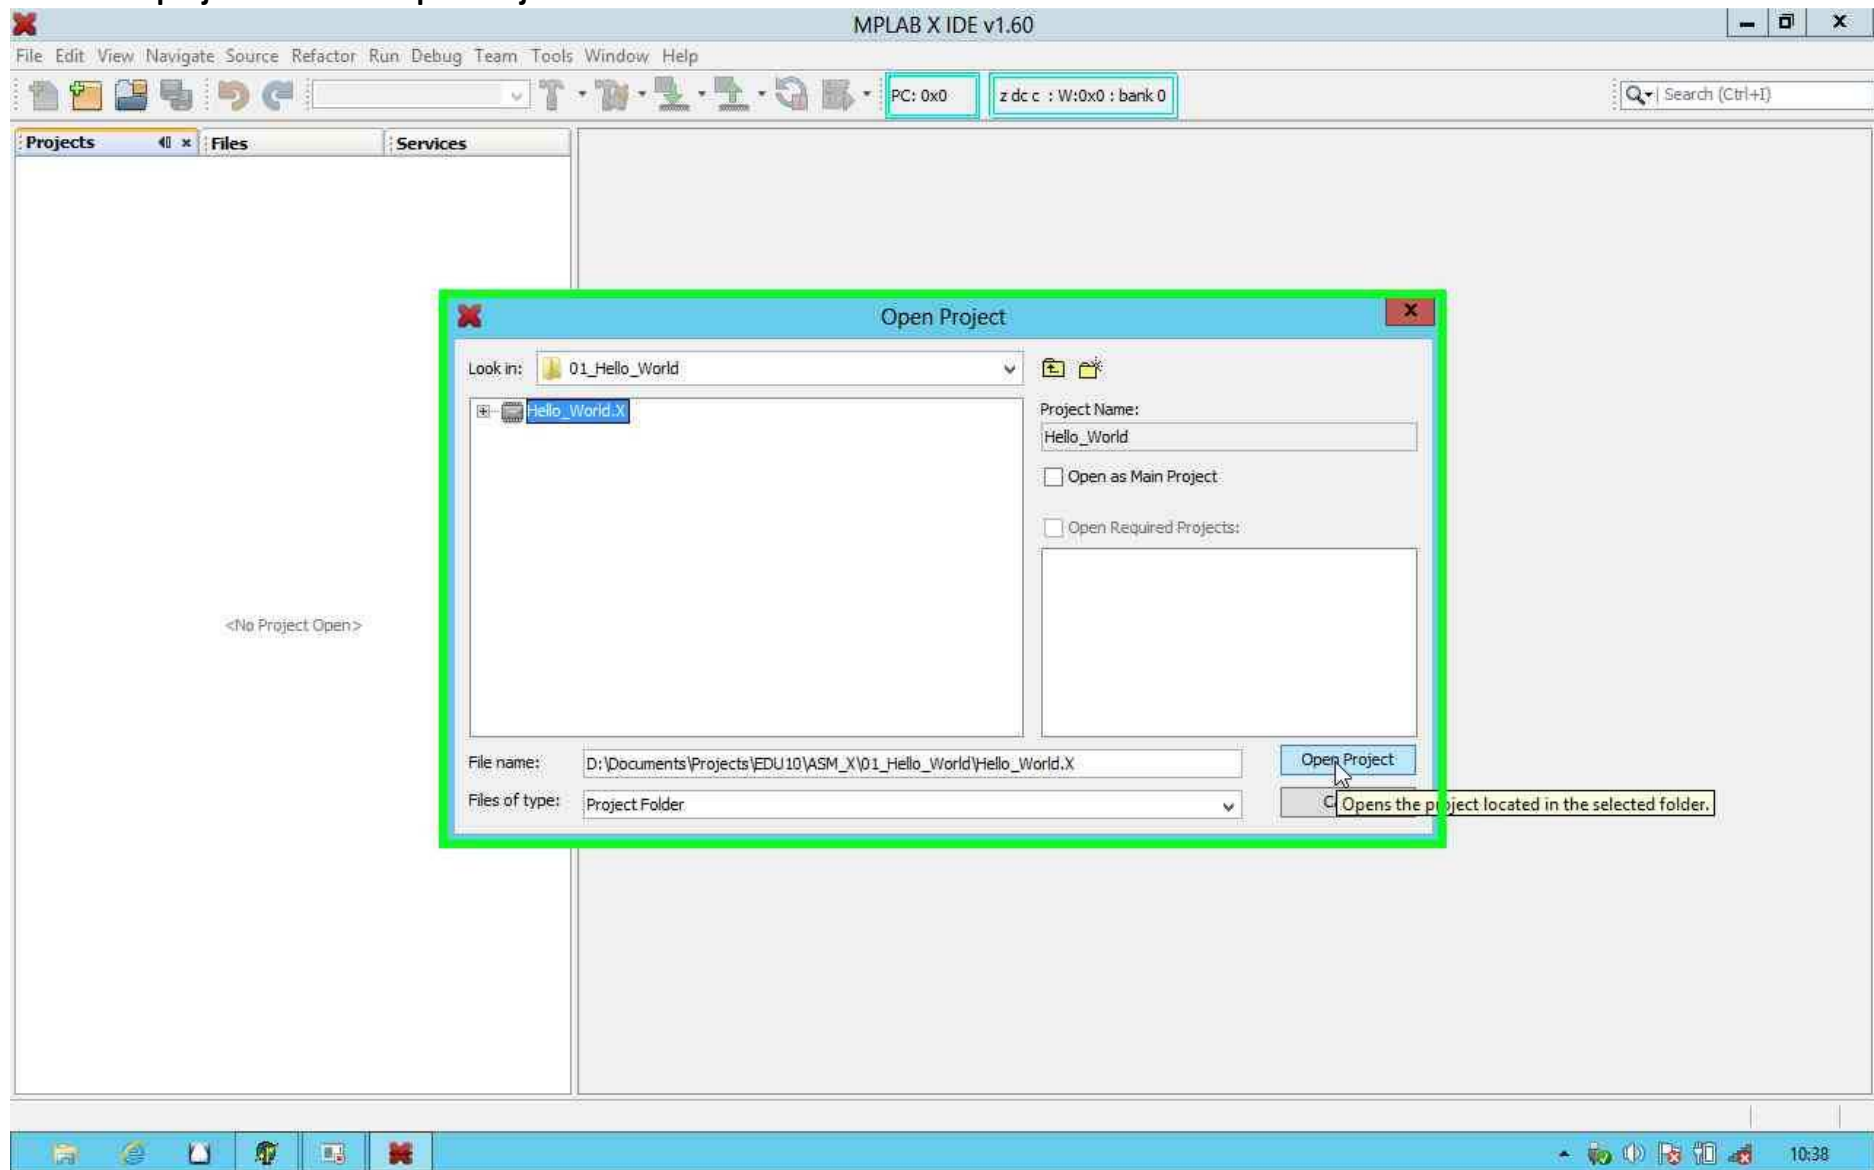 MPLAB X IDE v1.60
File Edit View Navigate Source Refactor Run Debug Team Tools Window Help
PC: 0x0
z dc c : W:0x0 : bank 0
Search (Ctrl+I)
Projects
Files
Services
<No Project Open>
Open Project
Look in:
01_Hello_World
Hello_World.X
Project Name:
Hello_World
Open as Main Project
Open Required Projects:
File name:
D:\Documents\Projects\EDU10\ASM_X\01_Hello_World\Hello_World.X
Open Project
Files of type:
Project Folder
Opens the project located in the selected folder.
10:38